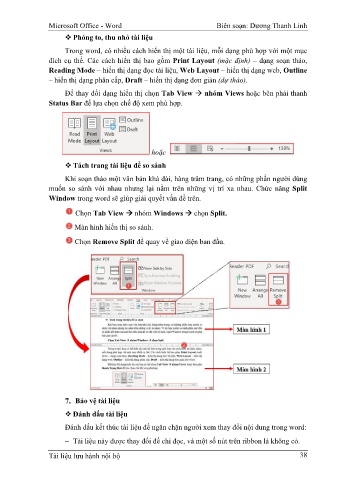 Microsoft Office - Word
Biên soạn: Dương Thanh Linh
❖ Phóng to, thu nhỏ tài liệu
Trong word, có nhiều cách hiển thị một tài liệu, mỗi dạng phù hợp với một mục
đích cụ thể. Các cách hiển thị bao gồm Print Layout (mặc định) – dạng soạn thảo,
Reading Mode – hiển thị dạng đọc tài liệu, Web Layout – hiển thị dạng web, Outline
– hiển thị dạng phân cấp, Draft – hiển thị dạng đơn giản (dự thảo).
Để thay đổi dạng hiển thị chọn Tab View → nhóm Views hoặc bên phải thanh
Status Bar để lựa chọn chế độ xem phù hợp.
Outline
Draft
Read Print Web
Mode Layout Layout
Views
hoặc
130%
❖ Tách trang tài liệu để so sánh
Khi soạn thảo một văn bản khá dài, hàng trăm trang, có những phần người dùng
muốn so sánh với nhau nhưng lại nằm trên những vị trí xa nhau. Chức năng Split
Window trong word sẽ giúp giải quyết vấn đề trên.
❶ Chọn Tab View → nhóm Windows → chọn Split.
❷ Màn hình hiển thị so sánh.
❸ Chọn Remove Split để quay về giao diện ban đầu.
Reader PDF Search
View Side by Side
New Arrange Split
Window All
Window
Reader PDF Search
New Arrange Remove
Window All Split
Màn hình 1
Màn hình 2
7. Bảo vệ tài liệu
❖ Đánh dấu tài liệu
Đánh dấu kết thúc tài liệu để ngăn chặn người xem thay đổi nội dung trong word:
– Tài liệu này được thay đổi để chỉ đọc, và một số nút trên ribbon là không có.
Tài liệu lưu hành nội bộ
38